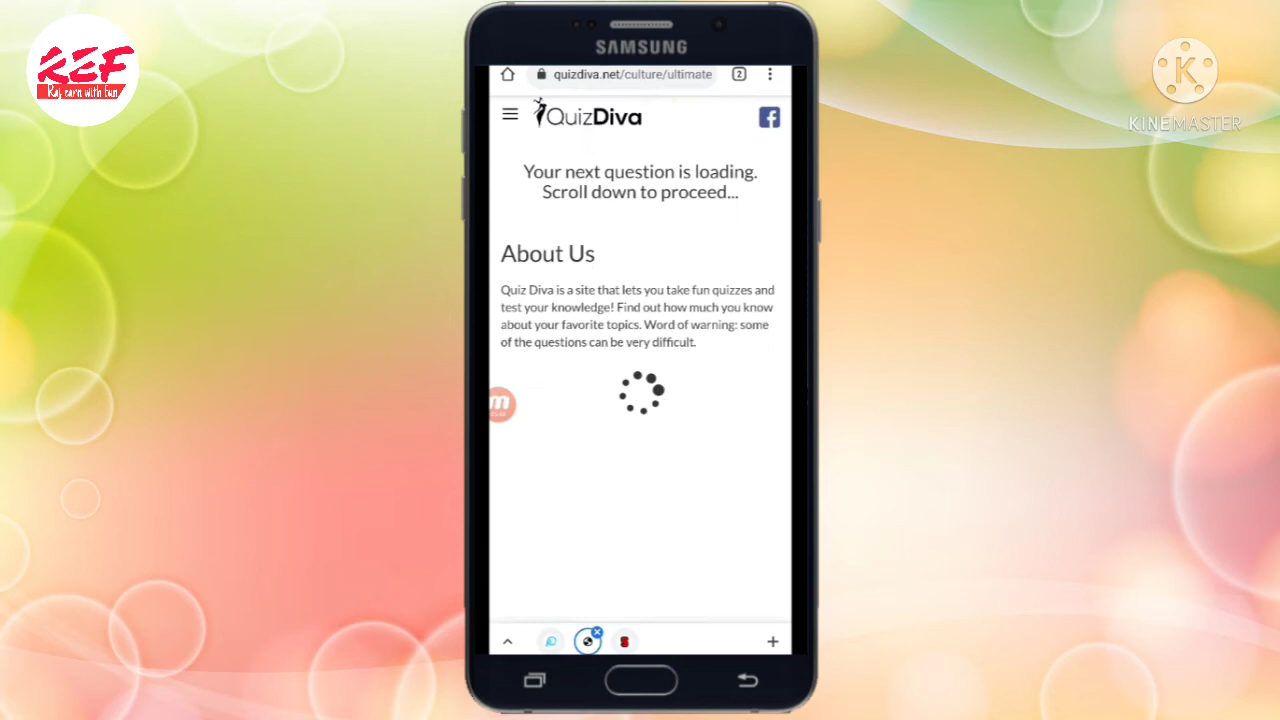 REF
Raj earn with fun
K
KINEMASTER
SAMSUNG
quizdiva.net/culture/ultimate
2
QuizDiva
f
Your next question is loading.
Scroll down to proceed...
About Us
Quiz Diva is a site that lets you take fun quizzes and
test your knowledge! Find out how much you know
about your favorite topics. Word of warning: some
of the questions can be very difficult.
m